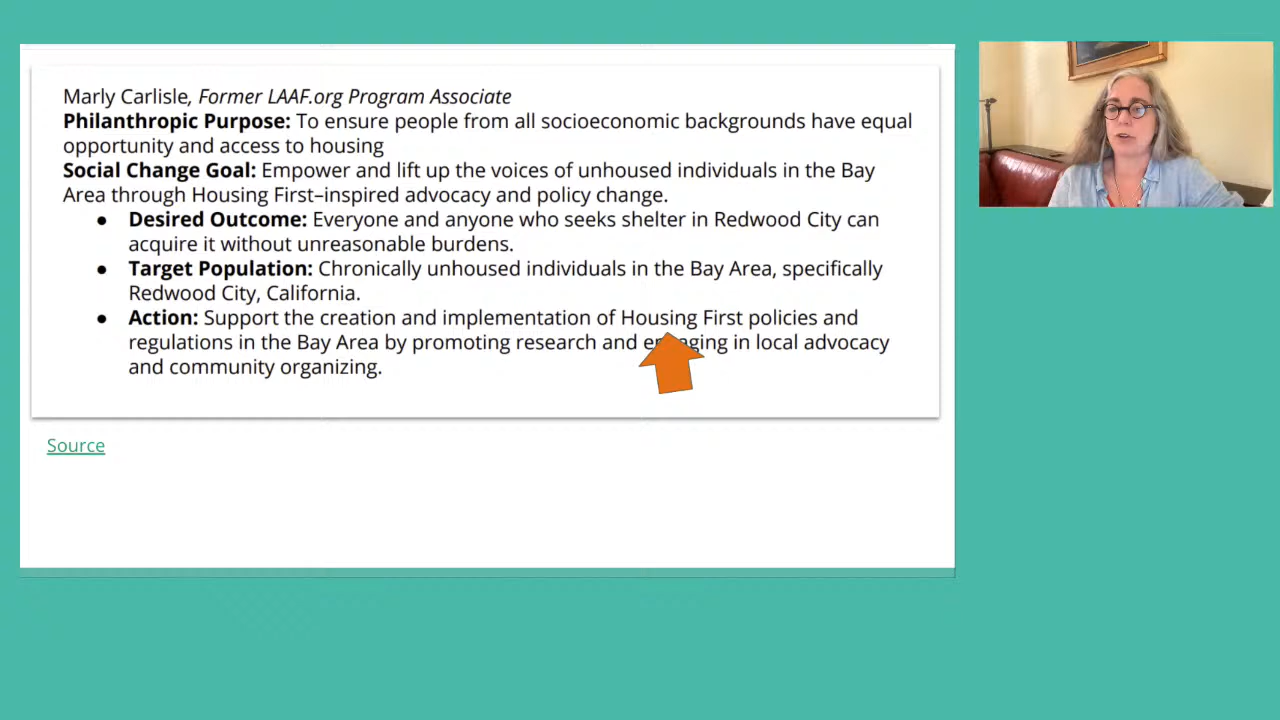 Marly Carlisle, Former LAAF.org Program Associate
Philanthropic Purpose: To ensure people from all socioeconomic backgrounds have equal
opportunity and access to housing
Social Change Goal: Empower and lift up the voices of unhoused individuals in the Bay
Area through Housing First–inspired advocacy and policy change.
● Desired Outcome: Everyone and anyone who seeks shelter in Redwood City can
acquire it without unreasonable burdens.
● Target Population: Chronically unhoused individuals in the Bay Area, specifically
Redwood City, California.
● Action: Support the creation and implementation of Housing First policies and
regulations in the Bay Area by promoting research and in local advocacy
and community organizing.
Source